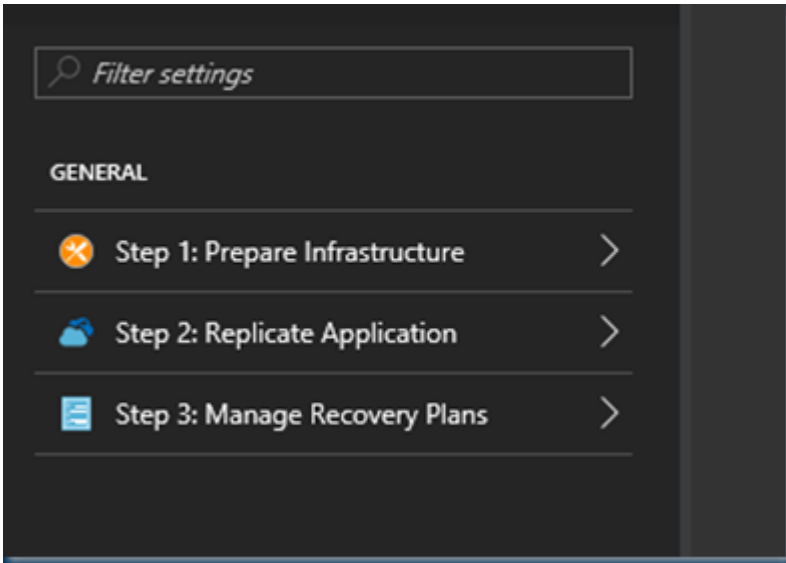 Filter settings
GENERAL
Step 1: Prepare Infrastructure
Step 2: Replicate Application
Step 3: Manage Recovery Plans